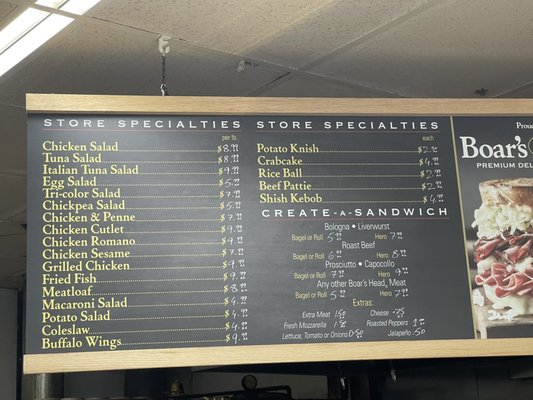 STORE SPECIALTIES
per lb.
Chicken Salad $8.99
Tuna Salad $8.99
Italian Tuna Salad $9.99
Egg Salad $5.99
Tri-color Salad $7.99
Chickpea Salad $5.99
Chicken & Penne $7.99
Chicken Cutlet $9.99
Chicken Romano $9.99
Chicken Sesame $7.99
Grilled Chicken $9.99
Fried Fish $9.99
Meatloaf $8.99
Macaroni Salad $4.99
Potato Salad $4.99
Coleslaw $4.99
Buffalo Wings $9.99
STORE SPECIALTIES
each
Potato Knish $2.99
Crabcake $4.99
Rice Ball $2.99
Beef Pattie $2.99
Shish Kebob $4.99
CREATE-A-SANDWICH
Bologna • Liverwurst
Bagel or Roll 5.99 Hero 7.99
Roast Beef
Bagel or Roll 6.99 Hero 8.99
Prosciutto • Capocollo
Bagel or Roll 7.99 Hero 9.99
Any other Boar's Head, Meat
Bagel or Roll 5.99 Hero 7.99
Extras:
Extra Meat 1.50 Cheese .75
Fresh Mozzarella Roasted Peppers
Lettuce, Tomato or Onions 0.50 Jalapeño .50
Boar's
PREMIUM